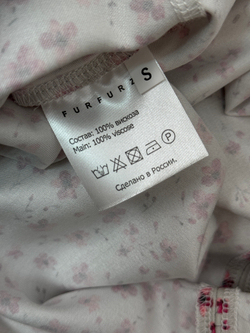 FURFUR S
Состав: 100% вискоза
Main: 100% viscose
P
Сделано в России.